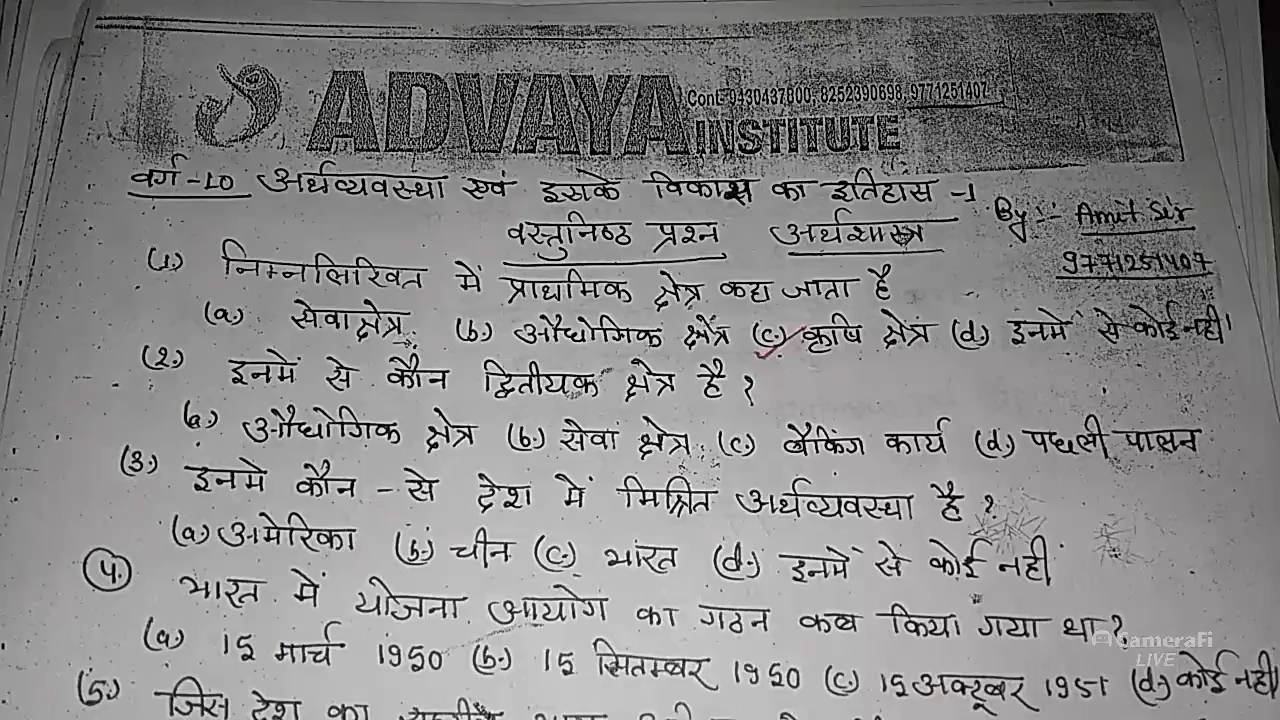 ADVAYA INSTITUTE
Cont-9430437800, 8252390698, 9771251407
वर्ग-10 अर्थव्यवस्था एवं इसके विकास का इतिहास -1
By:- Amit Sir
वस्तुनिष्ठ प्रश्न अर्थशास्त्र
9771251407
(1.) निम्नलिखित में प्राथमिक क्षेत्र कहा जाता है
(a) सेवाक्षेत्र (b.) औधोगिक क्षेत्र (c.) कृषि क्षेत्र (d.) इनमें से कोई नहीं।
(2.) इनमें से कौन द्वितीयक क्षेत्र है ?
(a.) औधोगिक क्षेत्र (b.) सेवा क्षेत्र (c.) बैकिंग कार्य (d.) पछली पालन
(3.) इनमे कौन - से देश में मिश्रित अर्थव्यवस्था है ?
(a.) अमेरिका (b.) चीन (c.) भारत (d.) इनमें से कोई नहीं
4. भारत में योजना आयोग का गठन कब किया गया था ?
(a.) 15 मार्च 1950 (b.) 15 सितम्बर 1950 (c.) 15 अक्टूबर 1951 (d.) कोई नहीं
(5.) जिस देश का
CameraFi
LIVE